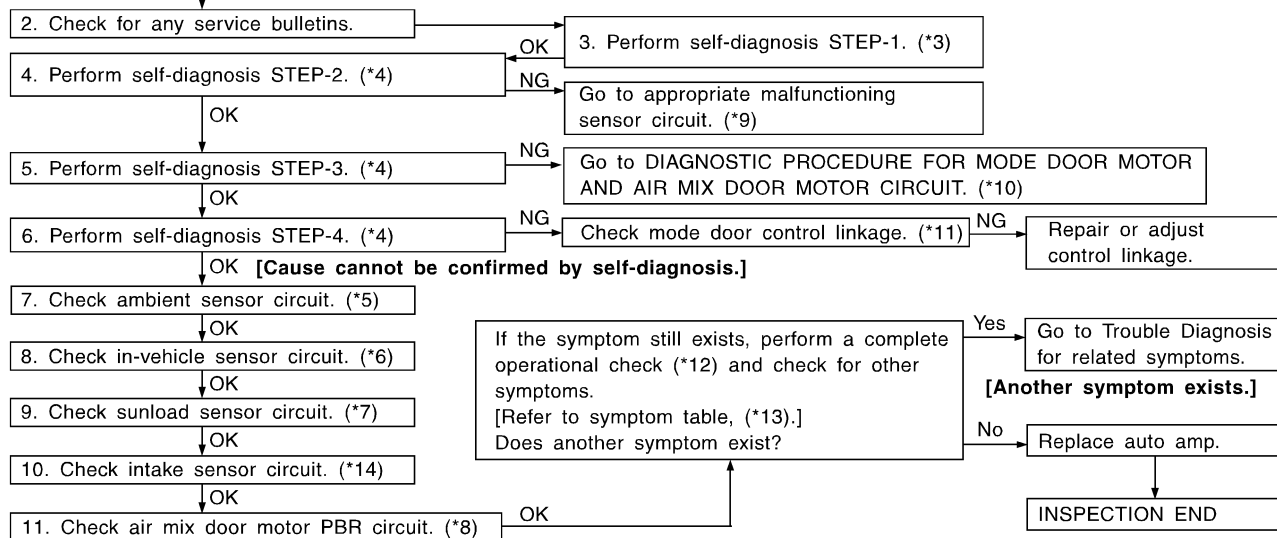 2. Check for any service bulletins.
3. Perform self-diagnosis STEP-1. (*3)
OK
4. Perform self-diagnosis STEP-2. (*4)
NG
Go to appropriate malfunctioning
sensor circuit. (*9)
OK
5. Perform self-diagnosis STEP-3. (*4)
NG
Go to DIAGNOSTIC PROCEDURE FOR MODE DOOR MOTOR
AND AIR MIX DOOR MOTOR CIRCUIT. (*10)
OK
6. Perform self-diagnosis STEP-4. (*4)
NG
Check mode door control linkage. (*11)
NG
Repair or adjust
control linkage.
OK
[Cause cannot be confirmed by self-diagnosis.]
7. Check ambient sensor circuit. (*5)
OK
8. Check in-vehicle sensor circuit. (*6)
OK
9. Check sunload sensor circuit. (*7)
OK
10. Check intake sensor circuit. (*14)
OK
11. Check air mix door motor PBR circuit. (*8)
OK
If the symptom still exists, perform a complete
operational check (*12) and check for other
symptoms.
[Refer to symptom table, (*13).]
Does another symptom exist?
Yes
Go to Trouble Diagnosis
for related symptoms.
[Another symptom exists.]
No
Replace auto amp.
INSPECTION END